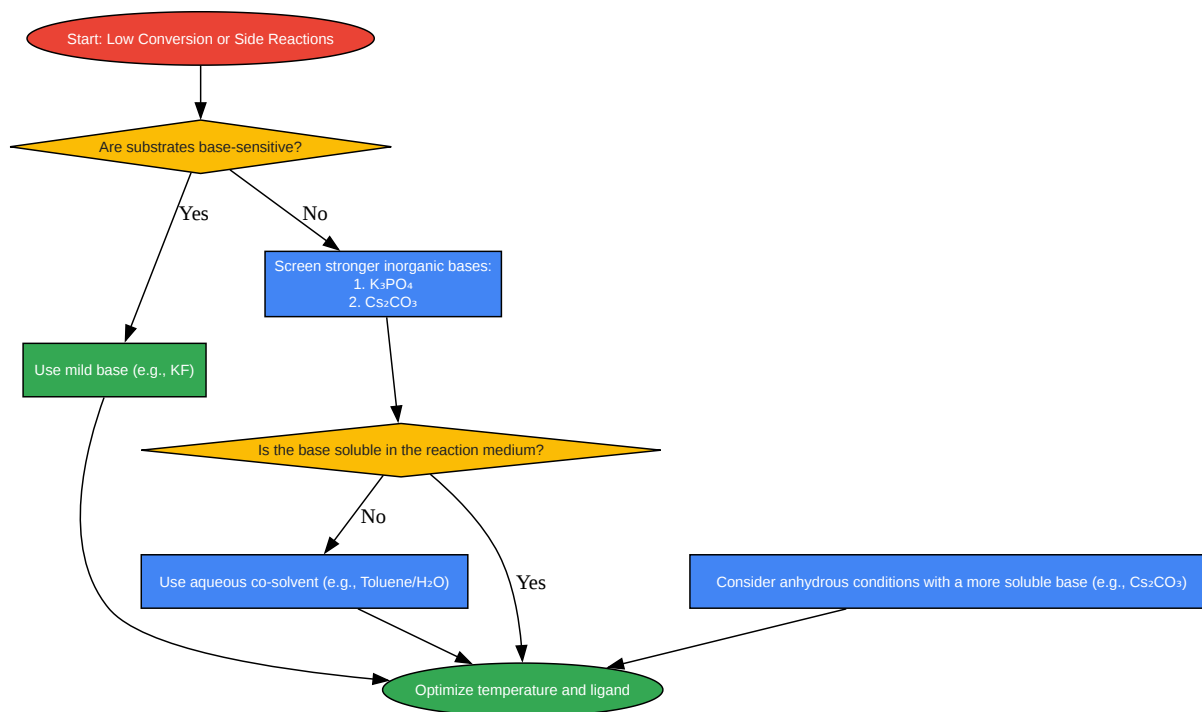 Start: Low Conversion or Side Reactions
Are substrates base-sensitive?
Yes
No
Screen stronger inorganic bases:
1. K₃PO₄
2. Cs₂CO₃
Use mild base (e.g., KF)
Is the base soluble in the reaction medium?
No
Yes
Use aqueous co-solvent (e.g., Toluene/H₂O)
Consider anhydrous conditions with a more soluble base (e.g., Cs₂CO₃)
Optimize temperature and ligand